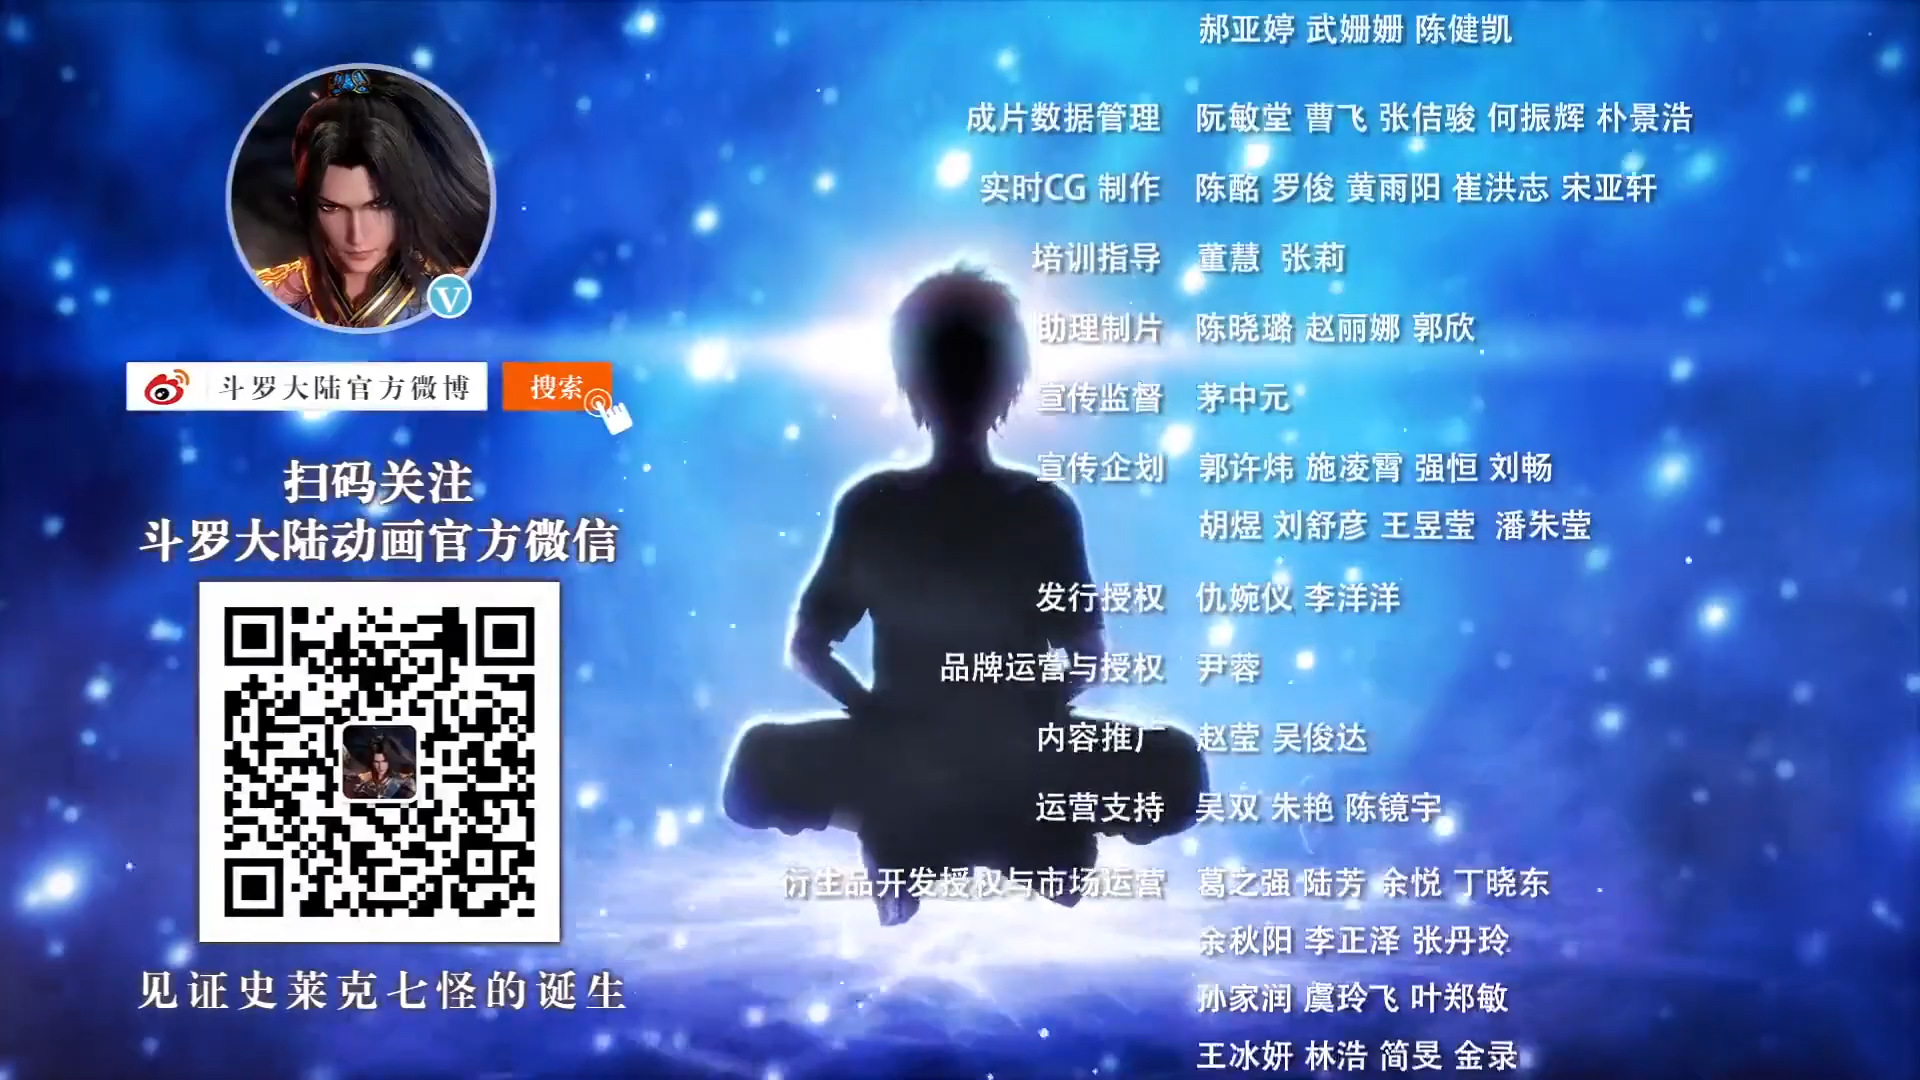 郝亚婷 武姗姗 陈健凯
成片数据管理 阮敏堂 曹飞 张佶骏 何振辉 朴景浩
实时CG 制作 陈酩 罗俊 黄雨阳 崔洪志 宋亚轩
培训指导 董慧 张莉
助理制片 陈晓璐 赵丽娜 郭欣
宣传监督 茅中元
宣传企划 郭许炜 施凌霄 强恒 刘畅
胡煜 刘舒彦 王昱莹 潘朱莹
发行授权 仇婉仪 李洋洋
品牌运营与授权 尹蓉
内容推广 赵莹 吴俊达
运营支持 吴双 朱艳 陈镜宇
衍生品开发授权与市场运营 葛之强 陆芳 余悦 丁晓东
余秋阳 李正泽 张丹玲
孙家润 虞玲飞 叶郑敏
王冰妍 林浩 简旻 金录
V
斗罗大陆官方微博 搜索
扫码关注
斗罗大陆动画官方微信
见证史莱克七怪的诞生